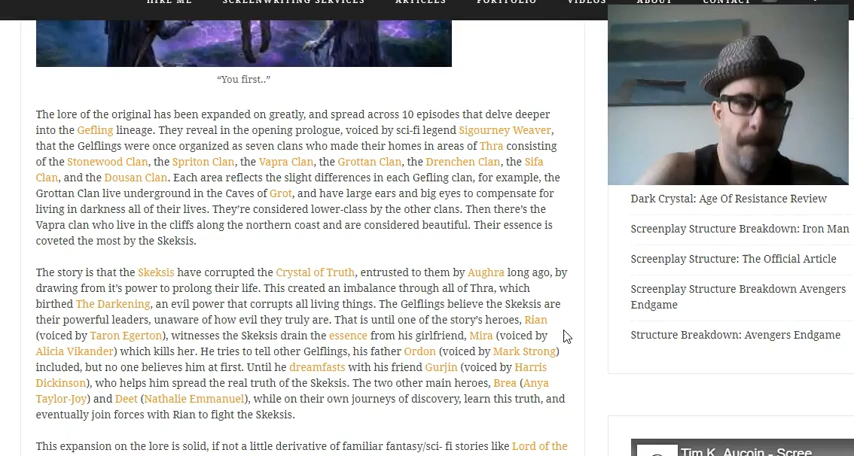 HIRE ME SCREENWRITING SERVICES ARTICLES PORTFOLIO VIDEOS ABOUT CONTACT
“You first..”
The lore of the original has been expanded on greatly, and spread across 10 episodes that delve deeper
into the Gefling lineage. They reveal in the opening prologue, voiced by sci-fi legend Sigourney Weaver,
that the Gelflings were once organized as seven clans who made their homes in areas of Thra consisting
of the Stonewood Clan, the Spriton Clan, the Vapra Clan, the Grottan Clan, the Drenchen Clan, the Sifa
Clan, and the Dousan Clan. Each area reflects the slight differences in each Gefling clan, for example, the
Grottan Clan live underground in the Caves of Grot, and have large ears and big eyes to compensate for
living in darkness all of their lives. They’re considered lower-class by the other clans. Then there’s the
Vapra clan who live in the cliffs along the northern coast and are considered beautiful. Their essence is
coveted the most by the Skeksis.
The story is that the Skeksis have corrupted the Crystal of Truth, entrusted to them by Aughra long ago, by
drawing from it’s power to prolong their life. This created an imbalance through all of Thra, which
birthed The Darkening, an evil power that corrupts all living things. The Gelflings believe the Skeksis are
their powerful leaders, unaware of how evil they truly are. That is until one of the story’s heroes, Rian
(voiced by Taron Egerton), witnesses the Skeksis drain the essence from his girlfriend, Mira (voiced by
Alicia Vikander) which kills her. He tries to tell other Gelflings, his father Ordon (voiced by Mark Strong)
included, but no one believes him at first. Until he dreamfasts with his friend Gurjin (voiced by Harris
Dickinson), who helps him spread the real truth of the Skeksis. The two other main heroes, Brea (Anya
Taylor-Joy) and Deet (Nathalie Emmanuel), while on their own journeys of discovery, learn this truth, and
eventually join forces with Rian to fight the Skeksis.
This expansion on the lore is solid, if not a little derivative of familiar fantasy/sci- fi stories like Lord of the
Dark Crystal: Age Of Resistance Review
Screenplay Structure Breakdown: Iron Man
Screenplay Structure: The Official Article
Screenplay Structure Breakdown Avengers
Endgame
Structure Breakdown: Avengers Endgame
Tim K. Aucoin - Scree